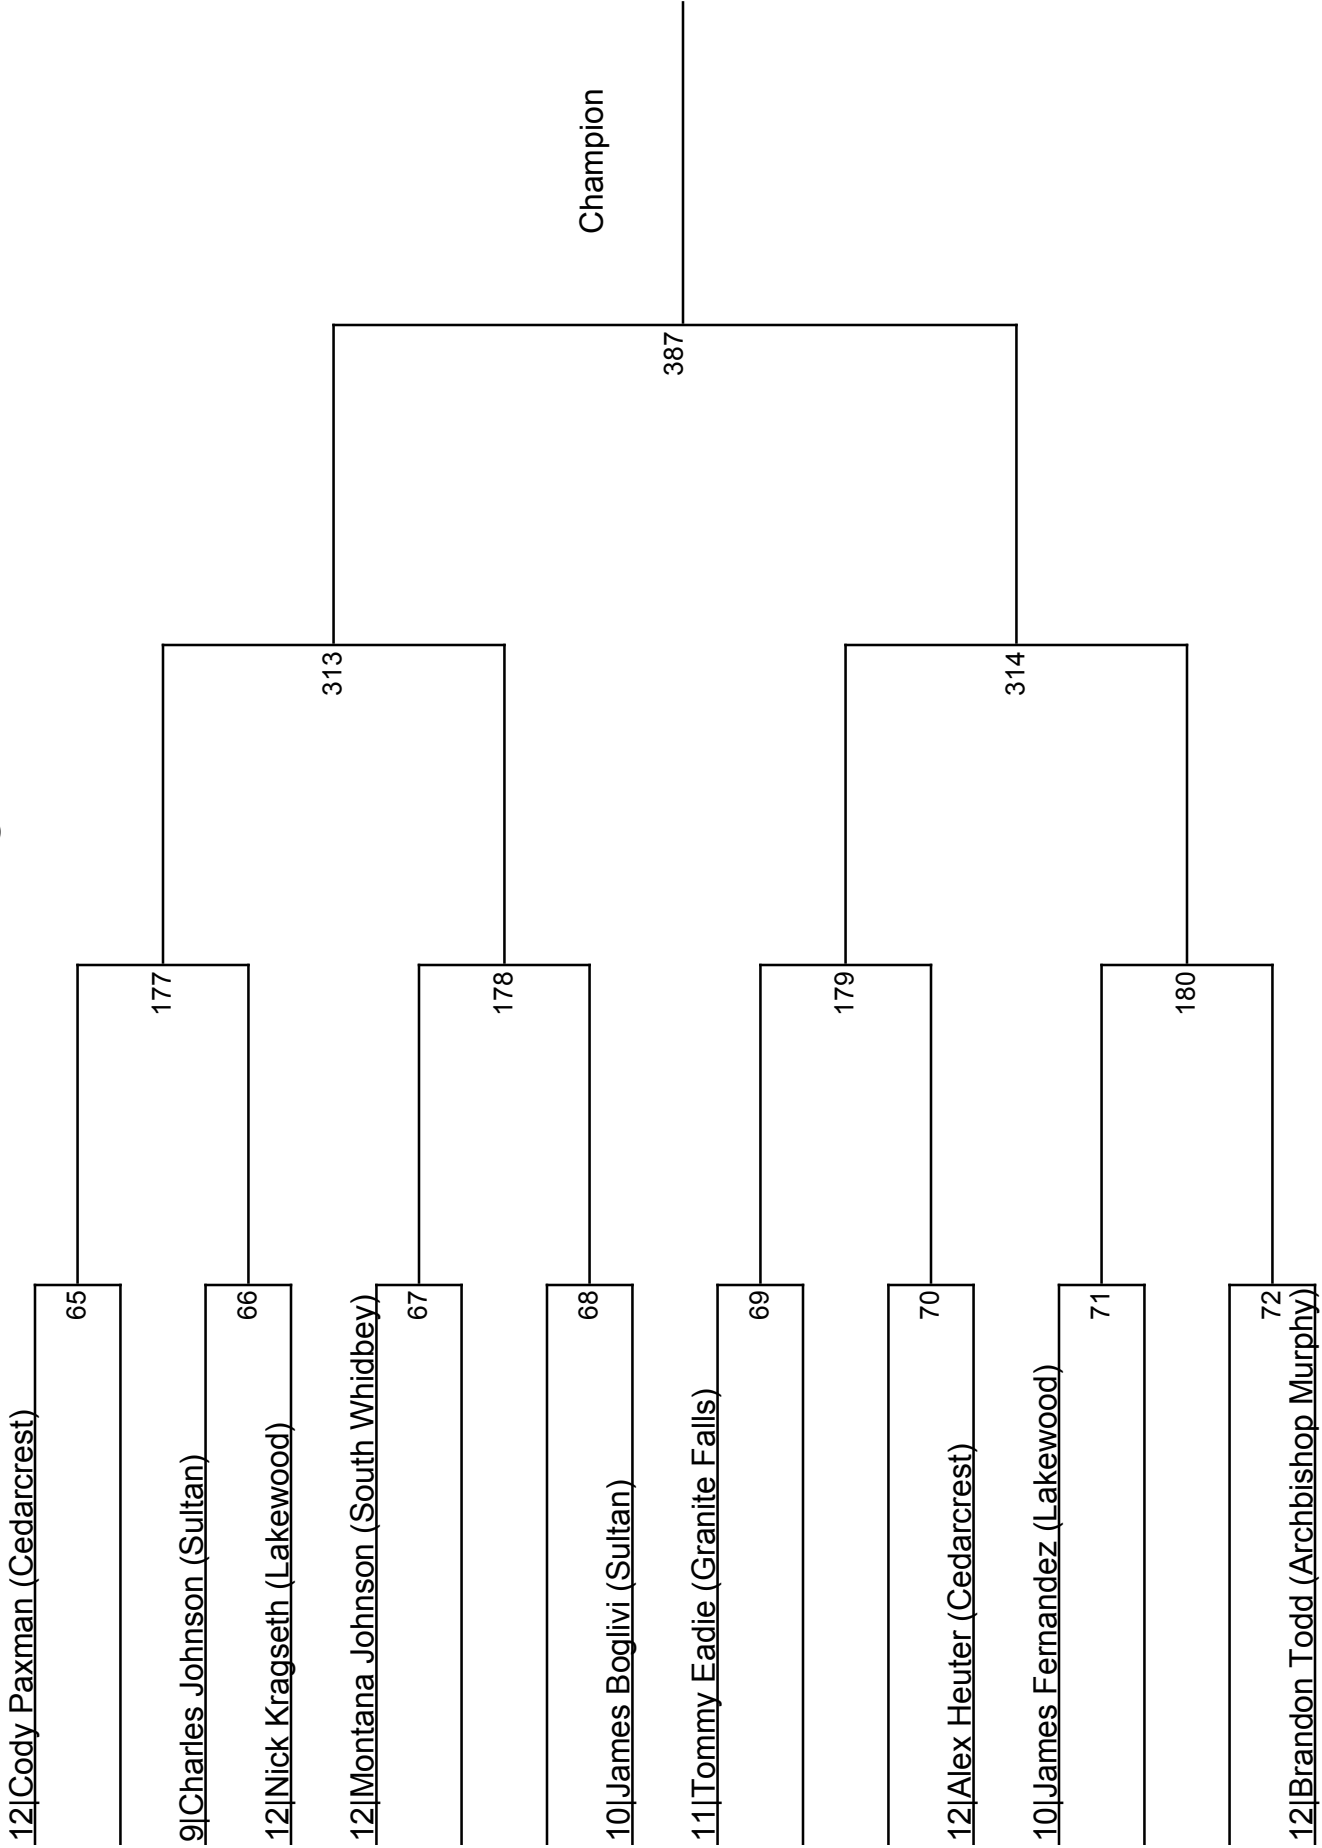 12|Cody Paxman (Cedarcrest)
9|Charles Johnson (Sultan)
12|Nick Kragseth (Lakewood)
12|Montana Johnson (South Whidbey)
10|James Boglivi (Sultan)
11|Tommy Eadie (Granite Falls)
12|Alex Heuter (Cedarcrest)
10|James Fernandez (Lakewood)
12|Brandon Todd (Archbishop Murphy)
65
66
67
68
69
70
71
72
177
178
179
180
313
314
387
Champion